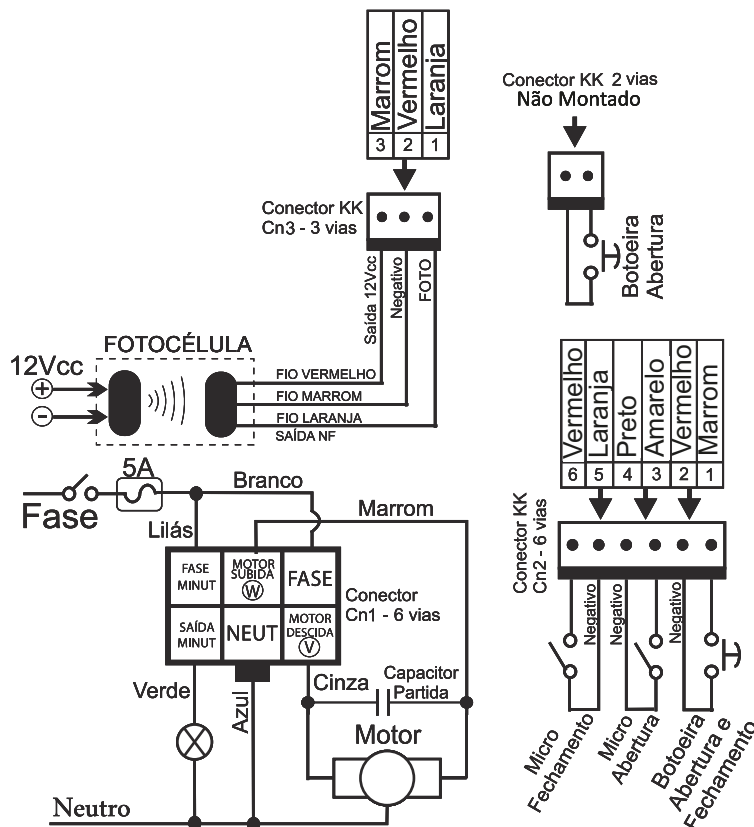 Marrom
Vermelho
Laranja
3 2 1
Conector KK
Cn3 - 3 vias
Saída 12Vcc
Negativo
FOTO
Conector KK 2 vias
Não Montado
Botoeira
Abertura
FOTOCÉLULA
12Vcc
+
-
FIO VERMELHO
FIO MARROM
FIO LARANJA
SAÍDA NF
Vermelho
Laranja
Preto
Amarelo
Vermelho
Marrom
6 5 4 3 2 1
Conector KK
Cn2 - 6 vias
Negativo
Negativo
Negativo
Micro
Fechamento
Micro
Abertura
Botoeira
Abertura e
Fechamento
5A
Fase
Branco
Lilás
Marrom
FASE
MINUT
MOTOR
SUBIDA
W
FASE
SAÍDA
MINUT
NEUT
MOTOR
DESCIDA
V
Conector
Cn1 - 6 vias
Verde
Azul
Cinza
Capacitor
Partida
Motor
Neutro